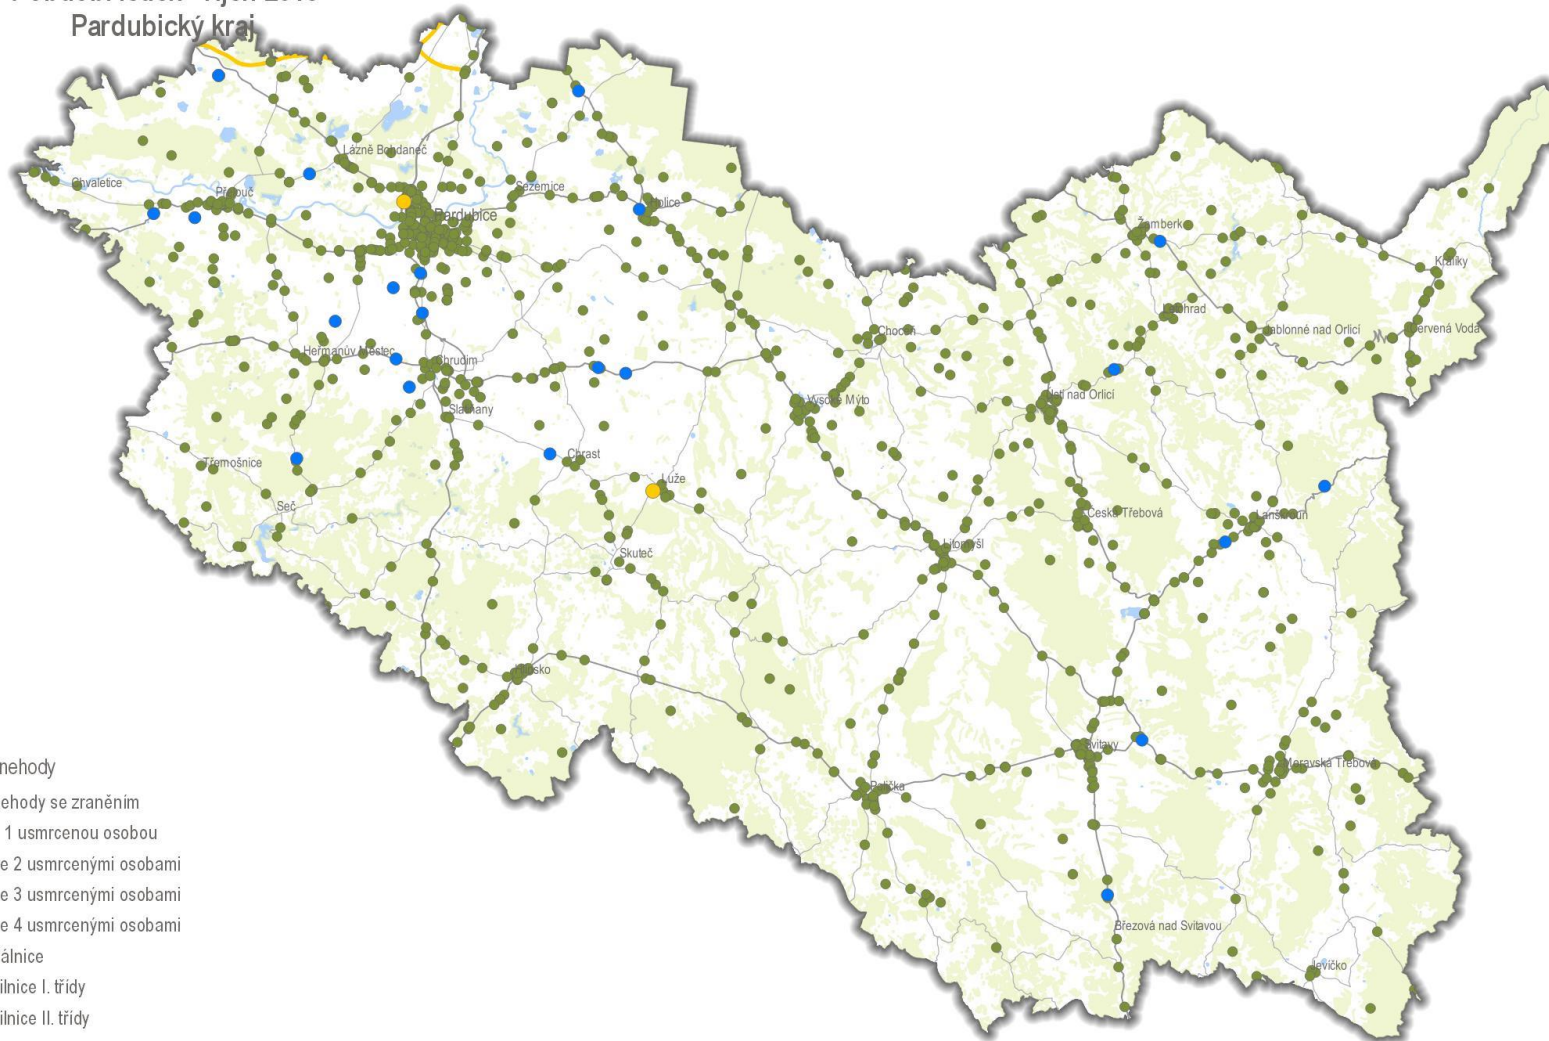 Pardubický kraj
Lázně Bohdaneč
Chvaletice
Přelouč
Sezemice
Holice
Pardubice
Žamberk
Králíky
Letohrad
Choceň
Jablonné nad Orlicí
Červená Voda
Heřmanův Městec
Chrudim
Ústí nad Orlicí
Vysoké Mýto
Slatiňany
Chrast
Třemošnice
Luže
Seč
Česká Třebová
Lanškroun
Skuteč
Litomyšl
Hlinsko
Svitavy
Moravská Třebová
Polička
Březová nad Svitavou
Jevíčko
nehody
ehody se zraněním
1 usmrcenou osobou
e 2 usmrcenými osobami
e 3 usmrcenými osobami
e 4 usmrcenými osobami
álnice
ilnice I. třídy
ilnice II. třídy